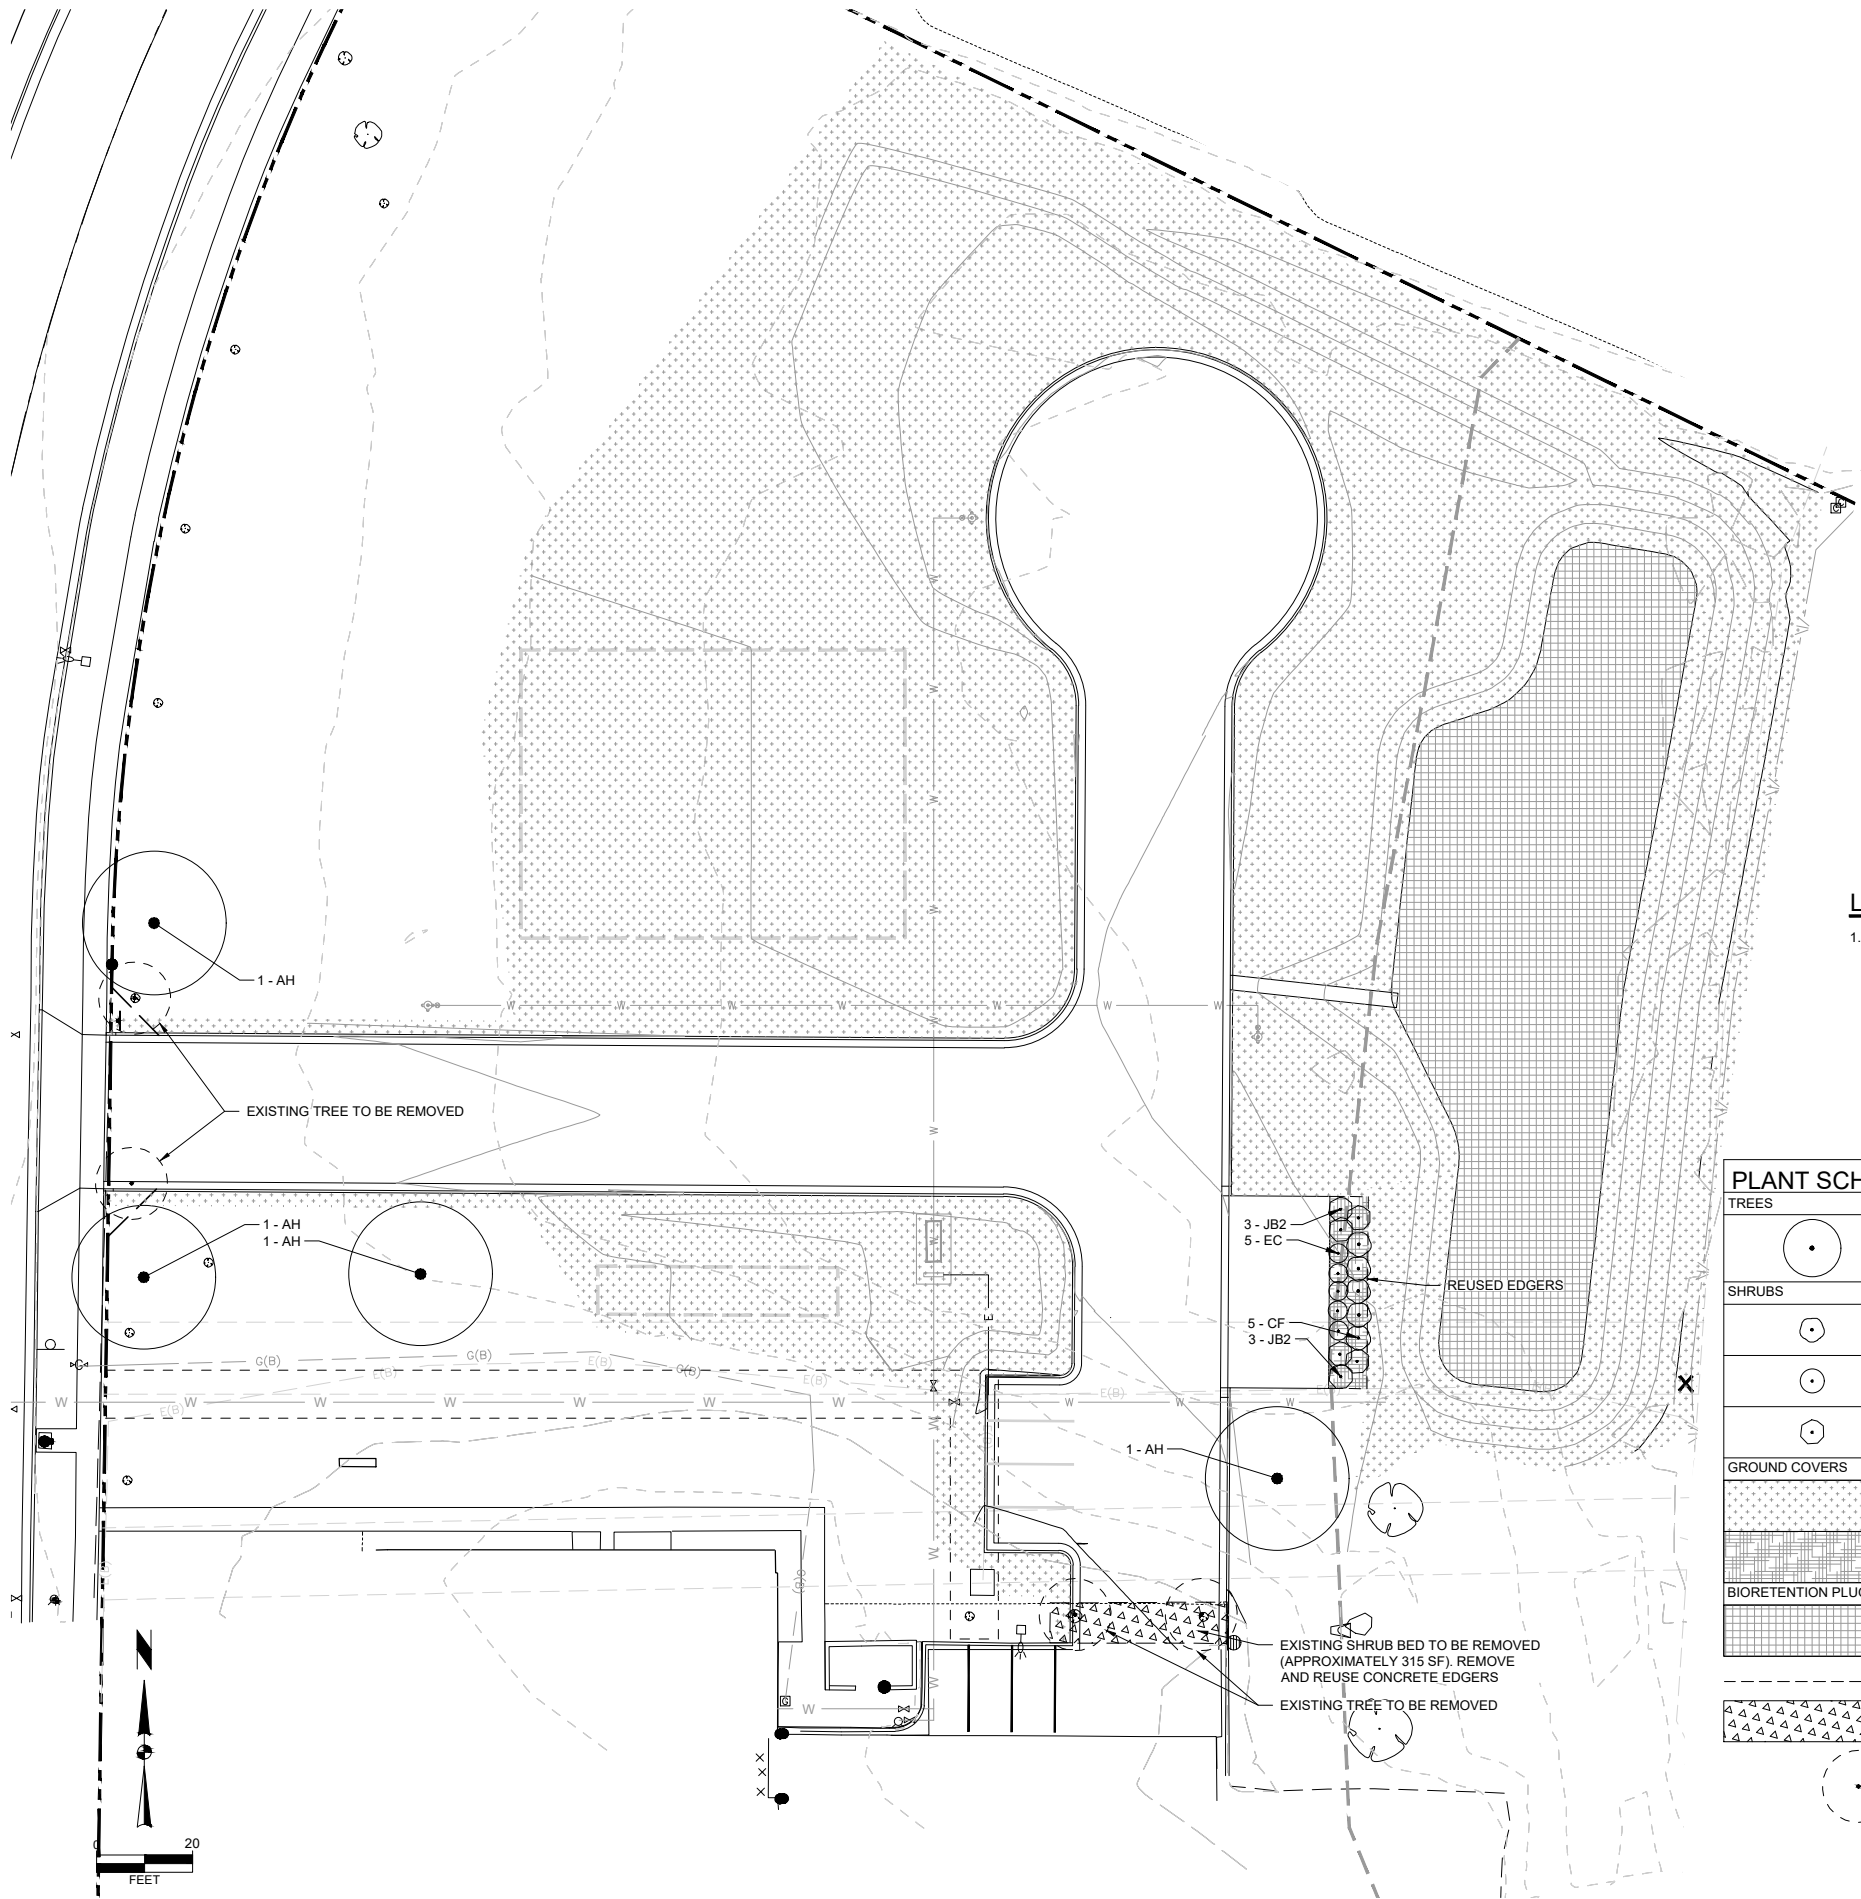 1 - AH
EXISTING TREE TO BE REMOVED
1 - AH
1 - AH
3 - JB2
5 - EC
REUSED EDGERS
5 - CF
3 - JB2
1 - AH
EXISTING SHRUB BED TO BE REMOVED
(APPROXIMATELY 315 SF). REMOVE
AND REUSE CONCRETE EDGERS
EXISTING TREE TO BE REMOVED
W W W W W W W
W
W
W
W
W
W
W
E
G(B) G(B) G(B)
E(B) E(B) E(B) E(B) E(B)
W W W W W W W W W W
W
W
W
G(B)
G
W
X
X
X
X
N
0 20
FEET
L
1.
PLANT SCH
TREES
SHRUBS
GROUND COVERS
BIORETENTION PLUG